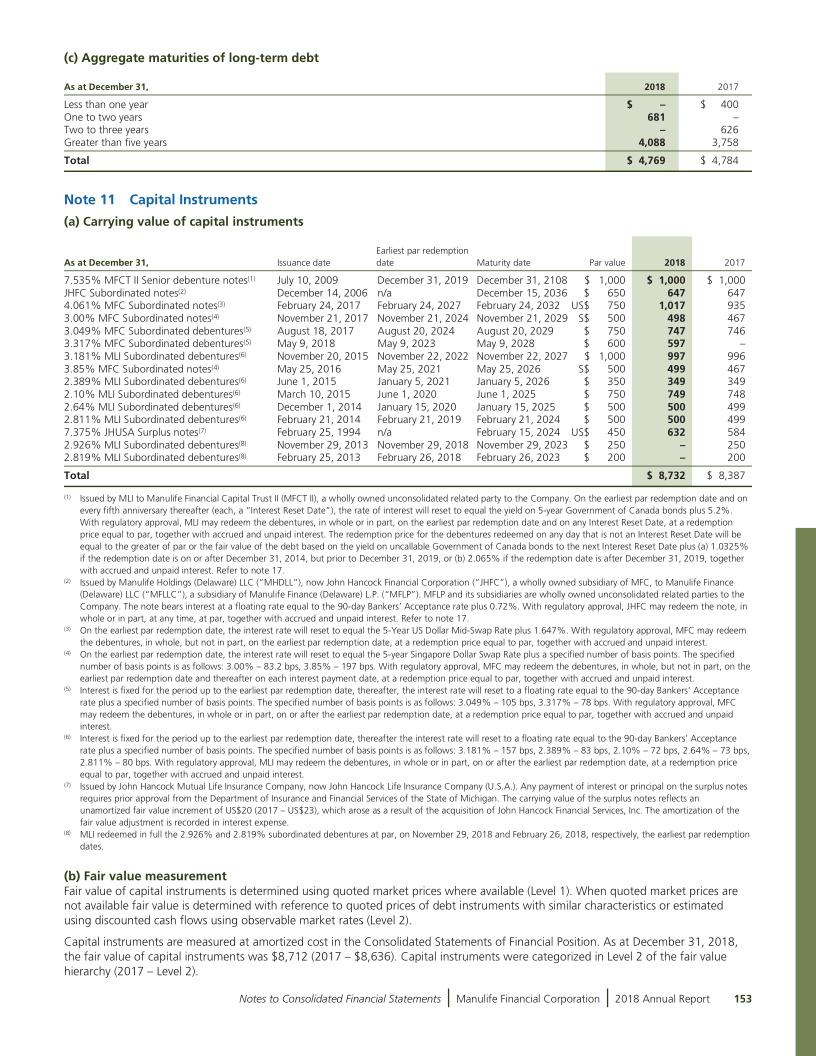 (c) Aggregate maturities of long-term debt
As at December 31, 2018 2017
Less than one year $ – $ 400
One to two years 681 –
Two to three years – 626
Greater than five years 4,088 3,758
Total $ 4,769 $ 4,784
Note 11 Capital Instruments
(a) Carrying value of capital instruments
Earliest par redemption
As at December 31, Issuance date date Maturity date Par value 2018 2017
7.535% MFCT II Senior debenture notes(1) July 10, 2009 December 31, 2019 December 31, 2108 $ 1,000 $ 1,000 $ 1,000
JHFC Subordinated notes(2) December 14, 2006 n/a December 15, 2036 $ 650 647 647
4.061% MFC Subordinated notes(3) February 24, 2017 February 24, 2027 February 24, 2032 US$ 750 1,017 935
3.00% MFC Subordinated notes(4) November 21, 2017 November 21, 2024 November 21, 2029 S$ 500 498 467
3.049% MFC Subordinated debentures(5) August 18, 2017 August 20, 2024 August 20, 2029 $ 750 747 746
3.317% MFC Subordinated debentures(5) May 9, 2018 May 9, 2023 May 9, 2028 $ 600 597 –
3.181% MLI Subordinated debentures(6) November 20, 2015 November 22, 2022 November 22, 2027 $ 1,000 997 996
3.85% MFC Subordinated notes(4) May 25, 2016 May 25, 2021 May 25, 2026 S$ 500 499 467
2.389% MLI Subordinated debentures(6) June 1, 2015 January 5, 2021 January 5, 2026 $ 350 349 349
2.10% MLI Subordinated debentures(6) March 10, 2015 June 1, 2020 June 1, 2025 $ 750 749 748
2.64% MLI Subordinated debentures(6) December 1, 2014 January 15, 2020 January 15, 2025 $ 500 500 499
2.811% MLI Subordinated debentures(6) February 21, 2014 February 21, 2019 February 21, 2024 $ 500 500 499
7.375% JHUSA Surplus notes(7) February 25, 1994 n/a February 15, 2024 US$ 450 632 584
2.926% MLI Subordinated debentures(8) November 29, 2013 November 29, 2018 November 29, 2023 $ 250 – 250
2.819% MLI Subordinated debentures(8) February 25, 2013 February 26, 2018 February 26, 2023 $ 200 – 200
Total $ 8,732 $ 8,387
(1) Issued by MLI to Manulife Financial Capital Trust II (MFCT II), a wholly owned unconsolidated related party to the Company. On the earliest par redemption date and on
every fifth anniversary thereafter (each, a “Interest Reset Date”), the rate of interest will reset to equal the yield on 5-year Government of Canada bonds plus 5.2%.
With regulatory approval, MLI may redeem the debentures, in whole or in part, on the earliest par redemption date and on any Interest Reset Date, at a redemption
price equal to par, together with accrued and unpaid interest. The redemption price for the debentures redeemed on any day that is not an Interest Reset Date will be
equal to the greater of par or the fair value of the debt based on the yield on uncallable Government of Canada bonds to the next Interest Reset Date plus (a) 1.0325%
if the redemption date is on or after December 31, 2014, but prior to December 31, 2019, or (b) 2.065% if the redemption date is after December 31, 2019, together
with accrued and unpaid interest. Refer to note 17.
(2) Issued by Manulife Holdings (Delaware) LLC (“MHDLL”), now John Hancock Financial Corporation (“JHFC”), a wholly owned subsidiary of MFC, to Manulife Finance
(Delaware) LLC (“MFLLC”), a subsidiary of Manulife Finance (Delaware) L.P. (“MFLP”). MFLP and its subsidiaries are wholly owned unconsolidated related parties to the
Company. The note bears interest at a floating rate equal to the 90-day Bankers’ Acceptance rate plus 0.72%. With regulatory approval, JHFC may redeem the note, in
whole or in part, at any time, at par, together with accrued and unpaid interest. Refer to note 17.
(3) On the earliest par redemption date, the interest rate will reset to equal the 5-Year US Dollar Mid-Swap Rate plus 1.647%. With regulatory approval, MFC may redeem
the debentures, in whole, but not in part, on the earliest par redemption date, at a redemption price equal to par, together with accrued and unpaid interest.
(4) On the earliest par redemption date, the interest rate will reset to equal the 5-year Singapore Dollar Swap Rate plus a specified number of basis points. The specified
number of basis points is as follows: 3.00% – 83.2 bps, 3.85% – 197 bps. With regulatory approval, MFC may redeem the debentures, in whole, but not in part, on the
earliest par redemption date and thereafter on each interest payment date, at a redemption price equal to par, together with accrued and unpaid interest.
(5) Interest is fixed for the period up to the earliest par redemption date, thereafter, the interest rate will reset to a floating rate equal to the 90-day Bankers’ Acceptance
rate plus a specified number of basis points. The specified number of basis points is as follows: 3.049% – 105 bps, 3.317% – 78 bps. With regulatory approval, MFC
may redeem the debentures, in whole or in part, on or after the earliest par redemption date, at a redemption price equal to par, together with accrued and unpaid
interest.
(6) Interest is fixed for the period up to the earliest par redemption date, thereafter the interest rate will reset to a floating rate equal to the 90-day Bankers’ Acceptance
rate plus a specified number of basis points. The specified number of basis points is as follows: 3.181% – 157 bps, 2.389% – 83 bps, 2.10% – 72 bps, 2.64% – 73 bps,
2.811% – 80 bps. With regulatory approval, MLI may redeem the debentures, in whole or in part, on or after the earliest par redemption date, at a redemption price
equal to par, together with accrued and unpaid interest.
(7) Issued by John Hancock Mutual Life Insurance Company, now John Hancock Life Insurance Company (U.S.A.). Any payment of interest or principal on the surplus notes
requires prior approval from the Department of Insurance and Financial Services of the State of Michigan. The carrying value of the surplus notes reflects an
unamortized fair value increment of US$20 (2017 – US$23), which arose as a result of the acquisition of John Hancock Financial Services, Inc. The amortization of the
fair value adjustment is recorded in interest expense.
(8) MLI redeemed in full the 2.926% and 2.819% subordinated debentures at par, on November 29, 2018 and February 26, 2018, respectively, the earliest par redemption
dates.
(b) Fair value measurement
Fair value of capital instruments is determined using quoted market prices where available (Level 1). When quoted market prices are
not available fair value is determined with reference to quoted prices of debt instruments with similar characteristics or estimated
using discounted cash flows using observable market rates (Level 2).
Capital instruments are measured at amortized cost in the Consolidated Statements of Financial Position. As at December 31, 2018,
the fair value of capital instruments was $8,712 (2017 – $8,636). Capital instruments were categorized in Level 2 of the fair value
hierarchy (2017 – Level 2).
Notes to Consolidated Financial Statements | Manulife Financial Corporation | 2018 Annual Report 153